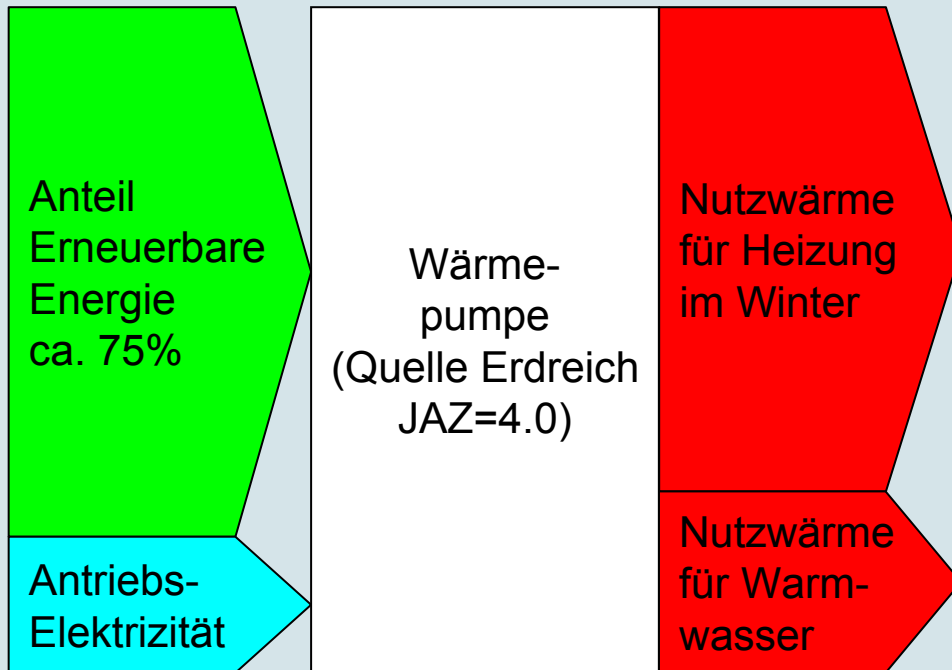 Anteil
Erneuerbare
Energie
ca. 75%
Antriebs-
Elektrizität
Wärme-
pumpe
(Quelle Erdreich
JAZ=4.0)
Nutzwärme
für Heizung
im Winter
Nutzwärme
für Warm-
wasser